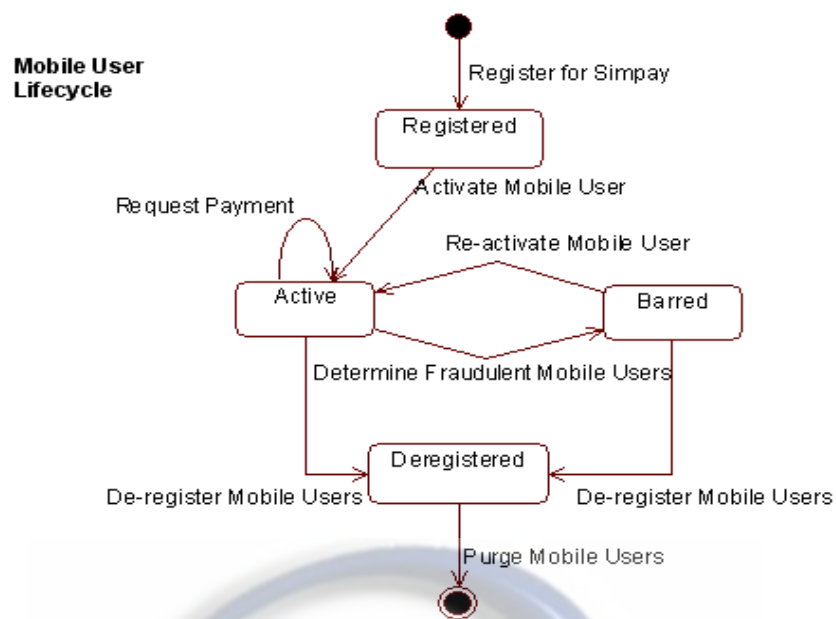 Mobile User
Lifecycle
Register for Simpay
Registered
Activate Mobile User
Request Payment
Re-activate Mobile User
Active
Barred
Determine Fraudulent Mobile Users
Deregistered
De-register Mobile Users
De-register Mobile Users
Purge Mobile Users